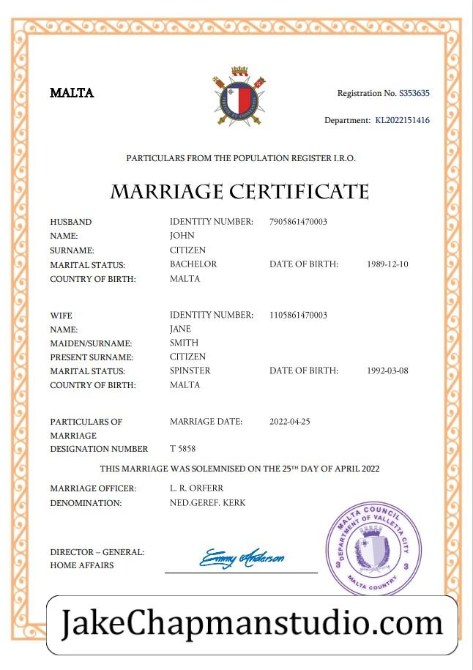 MALTA
Registration No. S353635
Department: KL2022151416
PARTICULARS FROM THE POPULATION REGISTER I.R.O.
MARRIAGE CERTIFICATE
HUSBAND IDENTITY NUMBER: 7905861470003
NAME: JOHN
SURNAME: CITIZEN
MARITAL STATUS: BACHELOR DATE OF BIRTH: 1989-12-10
COUNTRY OF BIRTH: MALTA
WIFE IDENTITY NUMBER: 1105861470003
NAME: JANE
MAIDEN/SURNAME: SMITH
PRESENT SURNAME: CITIZEN
MARITAL STATUS: SPINSTER DATE OF BIRTH: 1992-03-08
COUNTRY OF BIRTH: MALTA
PARTICULARS OF MARRIAGE DATE: 2022-04-25
MARRIAGE
DESIGNATION NUMBER T 5858
THIS MARRIAGE WAS SOLEMNISED ON THE 25TH DAY OF APRIL 2022
MARRIAGE OFFICER: L. R. ORFERR
DENOMINATION: NED.GEREF. KERK
MALTA COUNCIL
DEPARTMENT OF VALLETTA CITY
MALTA COUNTRY
DIRECTOR – GENERAL: Emmy Anderson
HOME AFFAIRS
JakeChapmanstudio.com